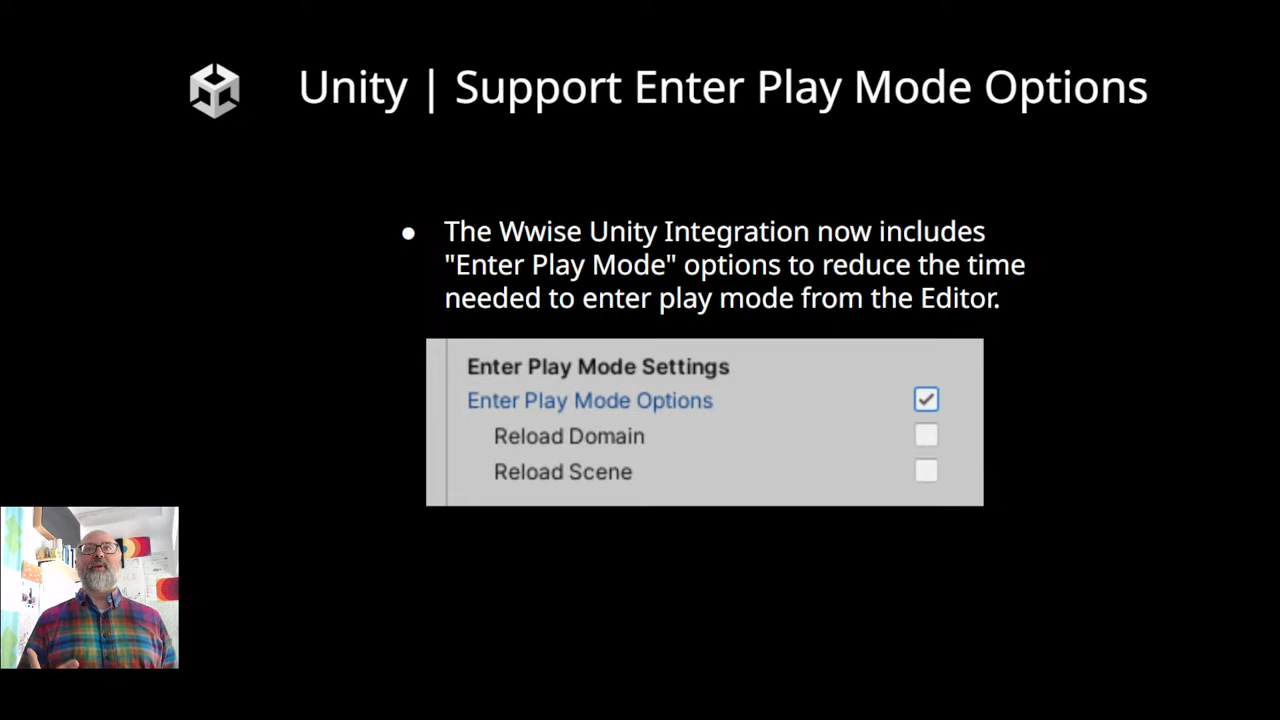 Unity | Support Enter Play Mode Options
● The Wwise Unity Integration now includes
"Enter Play Mode" options to reduce the time
needed to enter play mode from the Editor.
Enter Play Mode Settings
Enter Play Mode Options
Reload Domain
Reload Scene